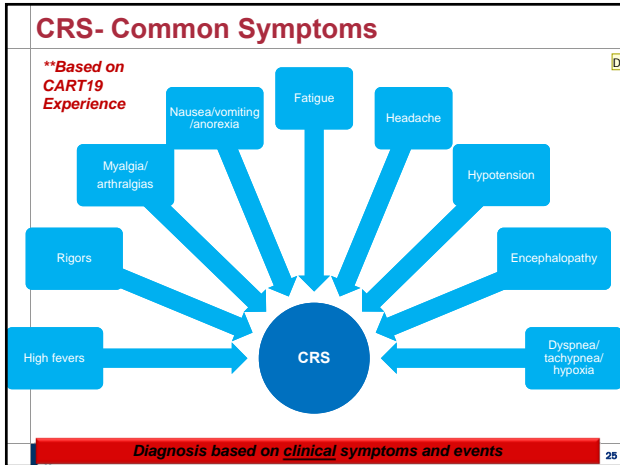 CRS- Common Symptoms
**Based on
CART19
Experience
D
Nausea/vomiting
/anorexia
Fatigue
Headache
Myalgia/
arthralgias
Hypotension
Rigors
Encephalopathy
High fevers
CRS
Dyspnea/
tachypnea/
hypoxia
Diagnosis based on clinical symptoms and events
25